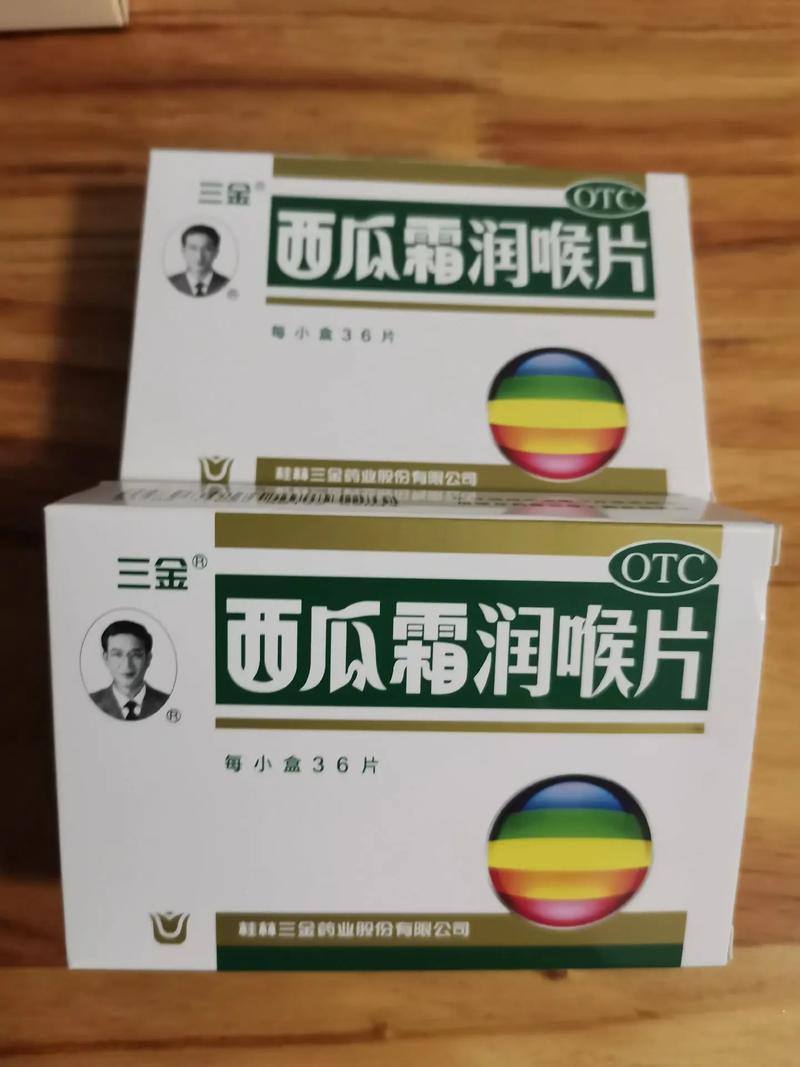 三金®
OTC
西瓜霜润喉片
®
每小盒36片
桂林三金药业股份有限公司
三金®
OTC
西瓜霜润喉片
®
每小盒36片
桂林三金药业股份有限公司